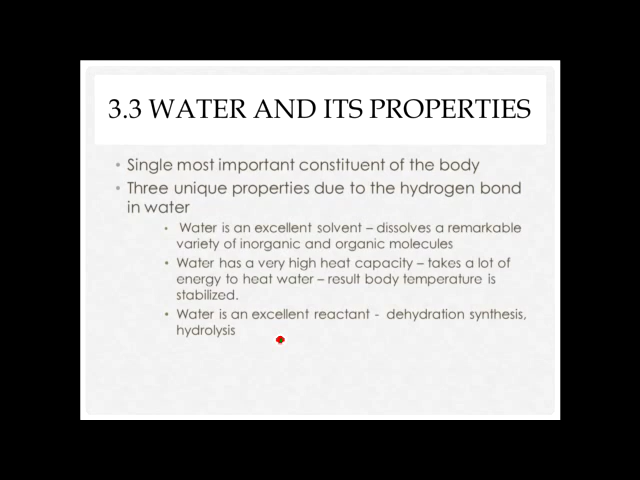 3.3 WATER AND ITS PROPERTIES
• Single most important constituent of the body
• Three unique properties due to the hydrogen bond
in water
• Water is an excellent solvent – dissolves a remarkable
variety of inorganic and organic molecules
• Water has a very high heat capacity – takes a lot of
energy to heat water – result body temperature is
stabilized.
• Water is an excellent reactant - dehydration synthesis,
hydrolysis